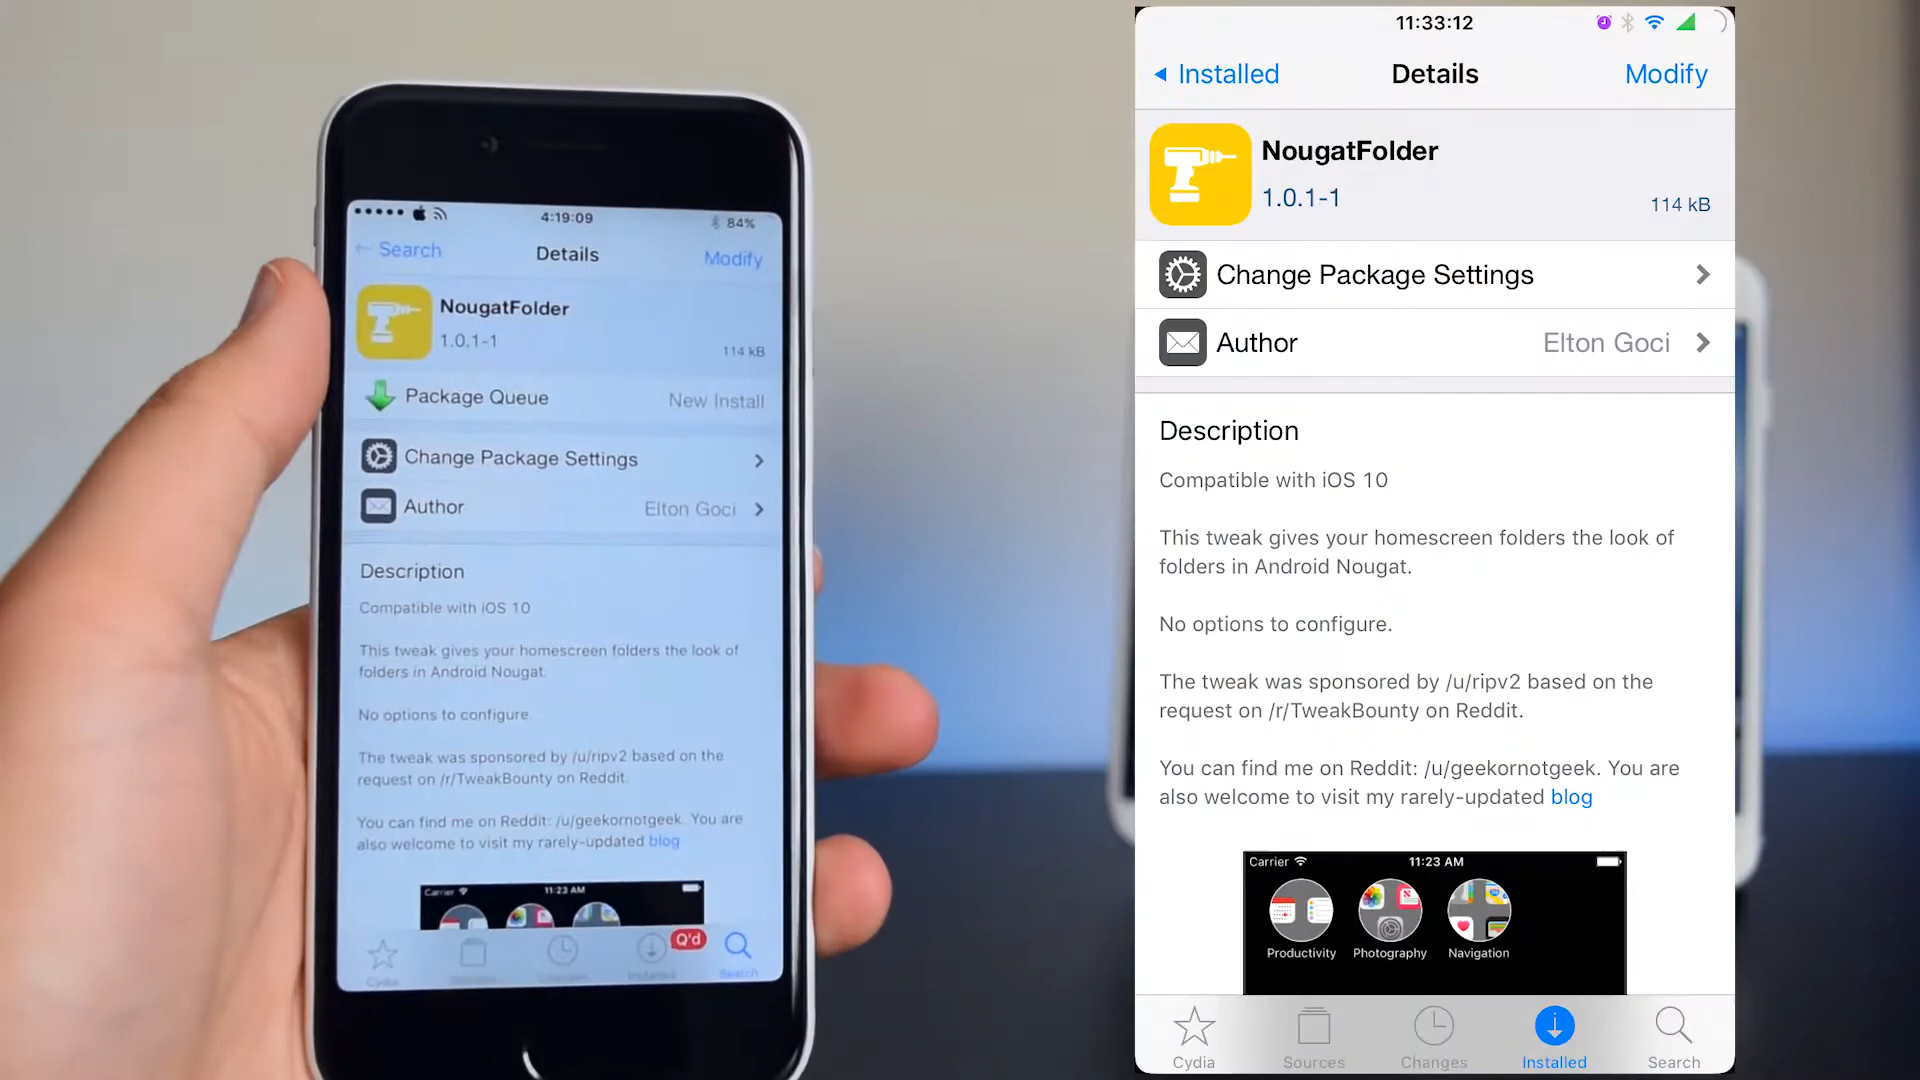 4:19:09
84%
Search
Details
Modify
NougatFolder
1.0.1-1
114 kB
Package Queue
New Install
Change Package Settings
Author
Elton Goci
Description
Compatible with iOS 10
This tweak gives your homescreen folders the look of
folders in Android Nougat.
No options to configure.
The tweak was sponsored by /u/ripv2 based on the
request on /r/TweakBounty on Reddit.
You can find me on Reddit: /u/geekornotgeek. You are
also welcome to visit my rarely-updated blog
Carrier
11:23 AM
Q'd
Cydia
Installed
Search
11:33:12
Installed
Details
Modify
NougatFolder
1.0.1-1
114 kB
Change Package Settings
Author
Elton Goci
Description
Compatible with iOS 10
This tweak gives your homescreen folders the look of
folders in Android Nougat.
No options to configure.
The tweak was sponsored by /u/ripv2 based on the
request on /r/TweakBounty on Reddit.
You can find me on Reddit: /u/geekornotgeek. You are
also welcome to visit my rarely-updated blog
Carrier
11:23 AM
Productivity
Photography
Navigation
Cydia
Sources
Changes
Installed
Search